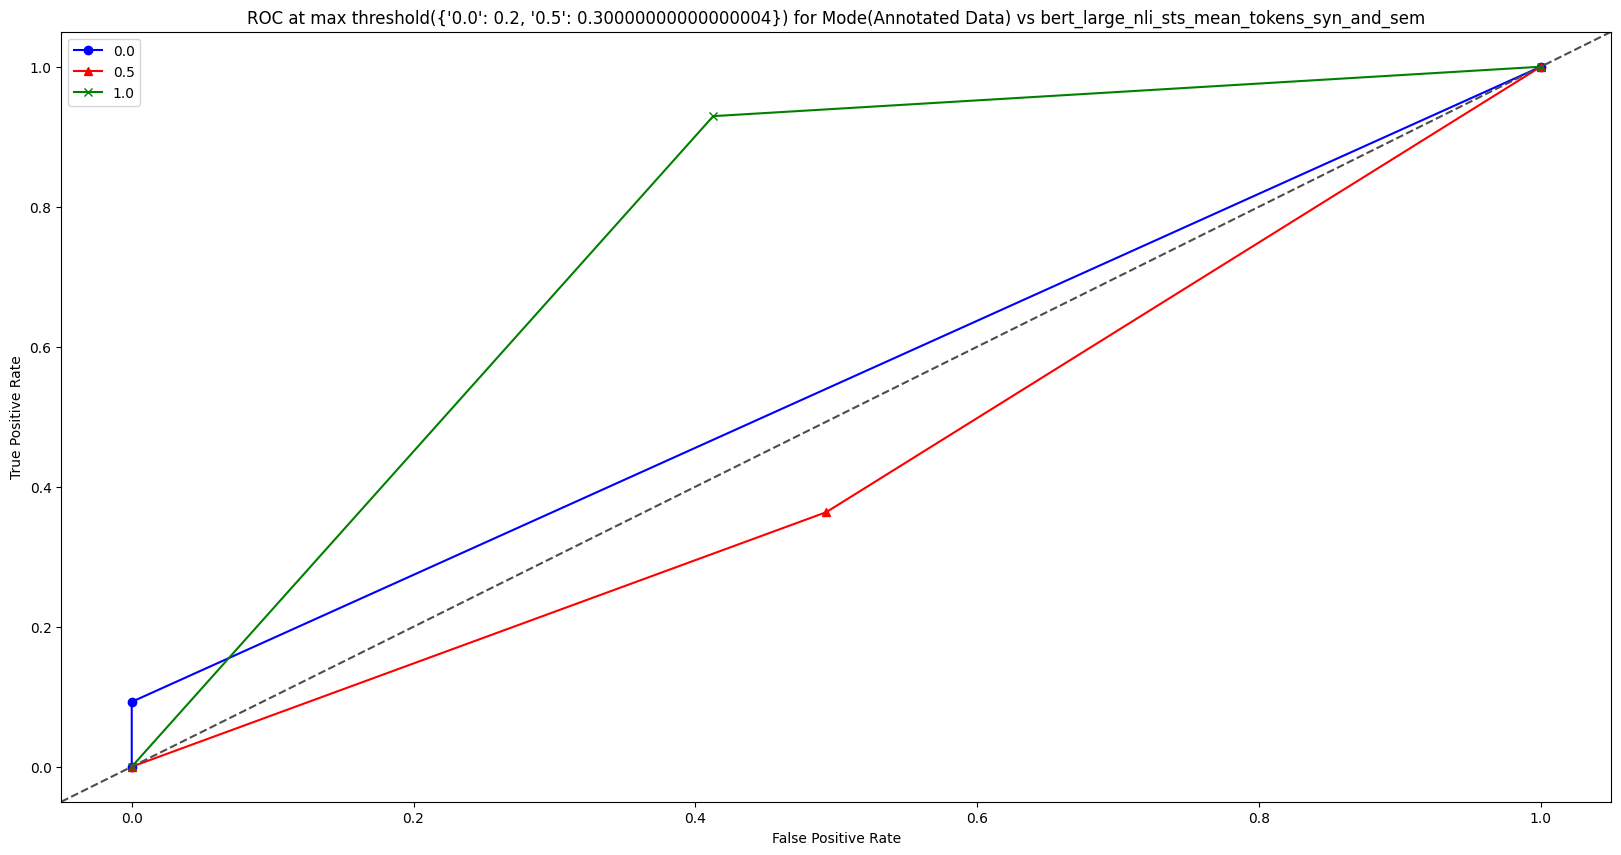 ROC at max threshold({'0.0': 0.2, '0.5': 0.30000000000000004}) for Mode(Annotated Data) vs bert_large_nli_sts_mean_tokens_syn_and_sem
0.0
0.5
1.0
1.0
0.8
0.6
0.4
0.2
0.0
True Positive Rate
0.0 0.2 0.4 0.6 0.8 1.0
False Positive Rate